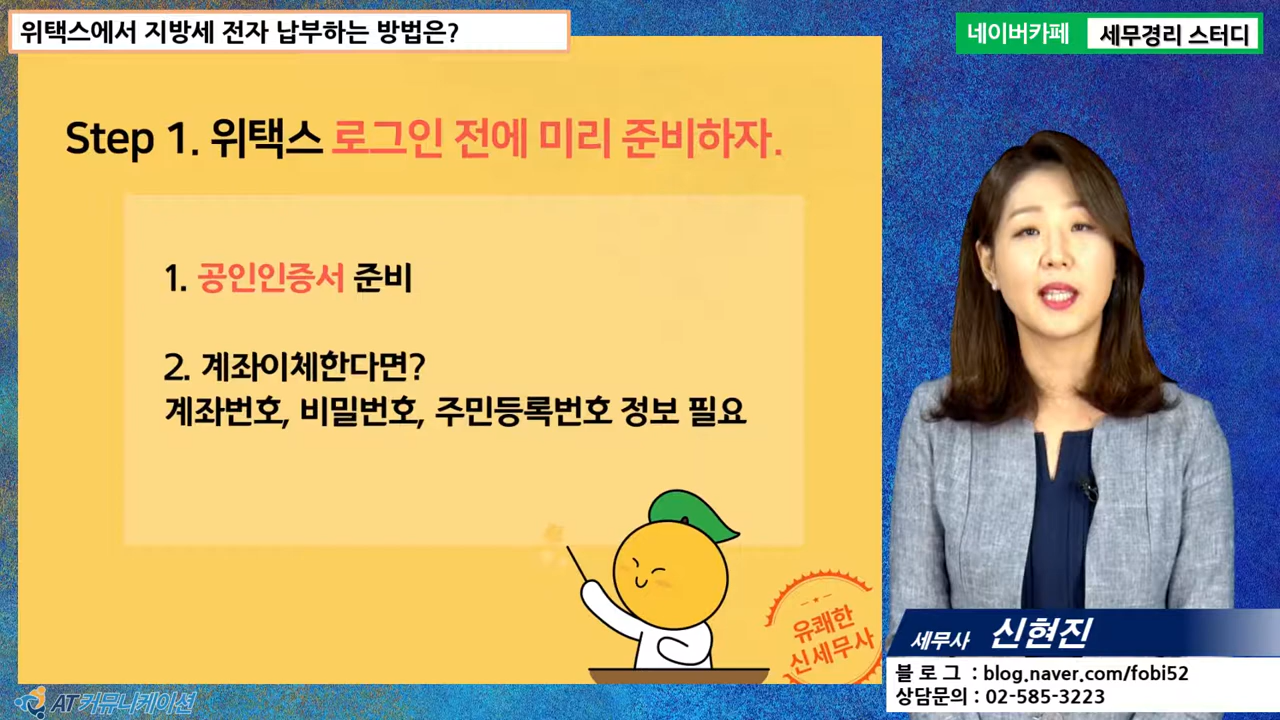 위택스에서 지방세 전자 납부하는 방법은?
네이버카페 세무경리 스터디
Step 1. 위택스 로그인 전에 미리 준비하자.
1. 공인인증서 준비
2. 계좌이체한다면?
계좌번호, 비밀번호, 주민등록번호 정보 필요
유쾌한
신세무사
세무사 신현진
블로그 : blog.naver.com/fobi52
상담문의 : 02-585-3223
AT커뮤니케이션